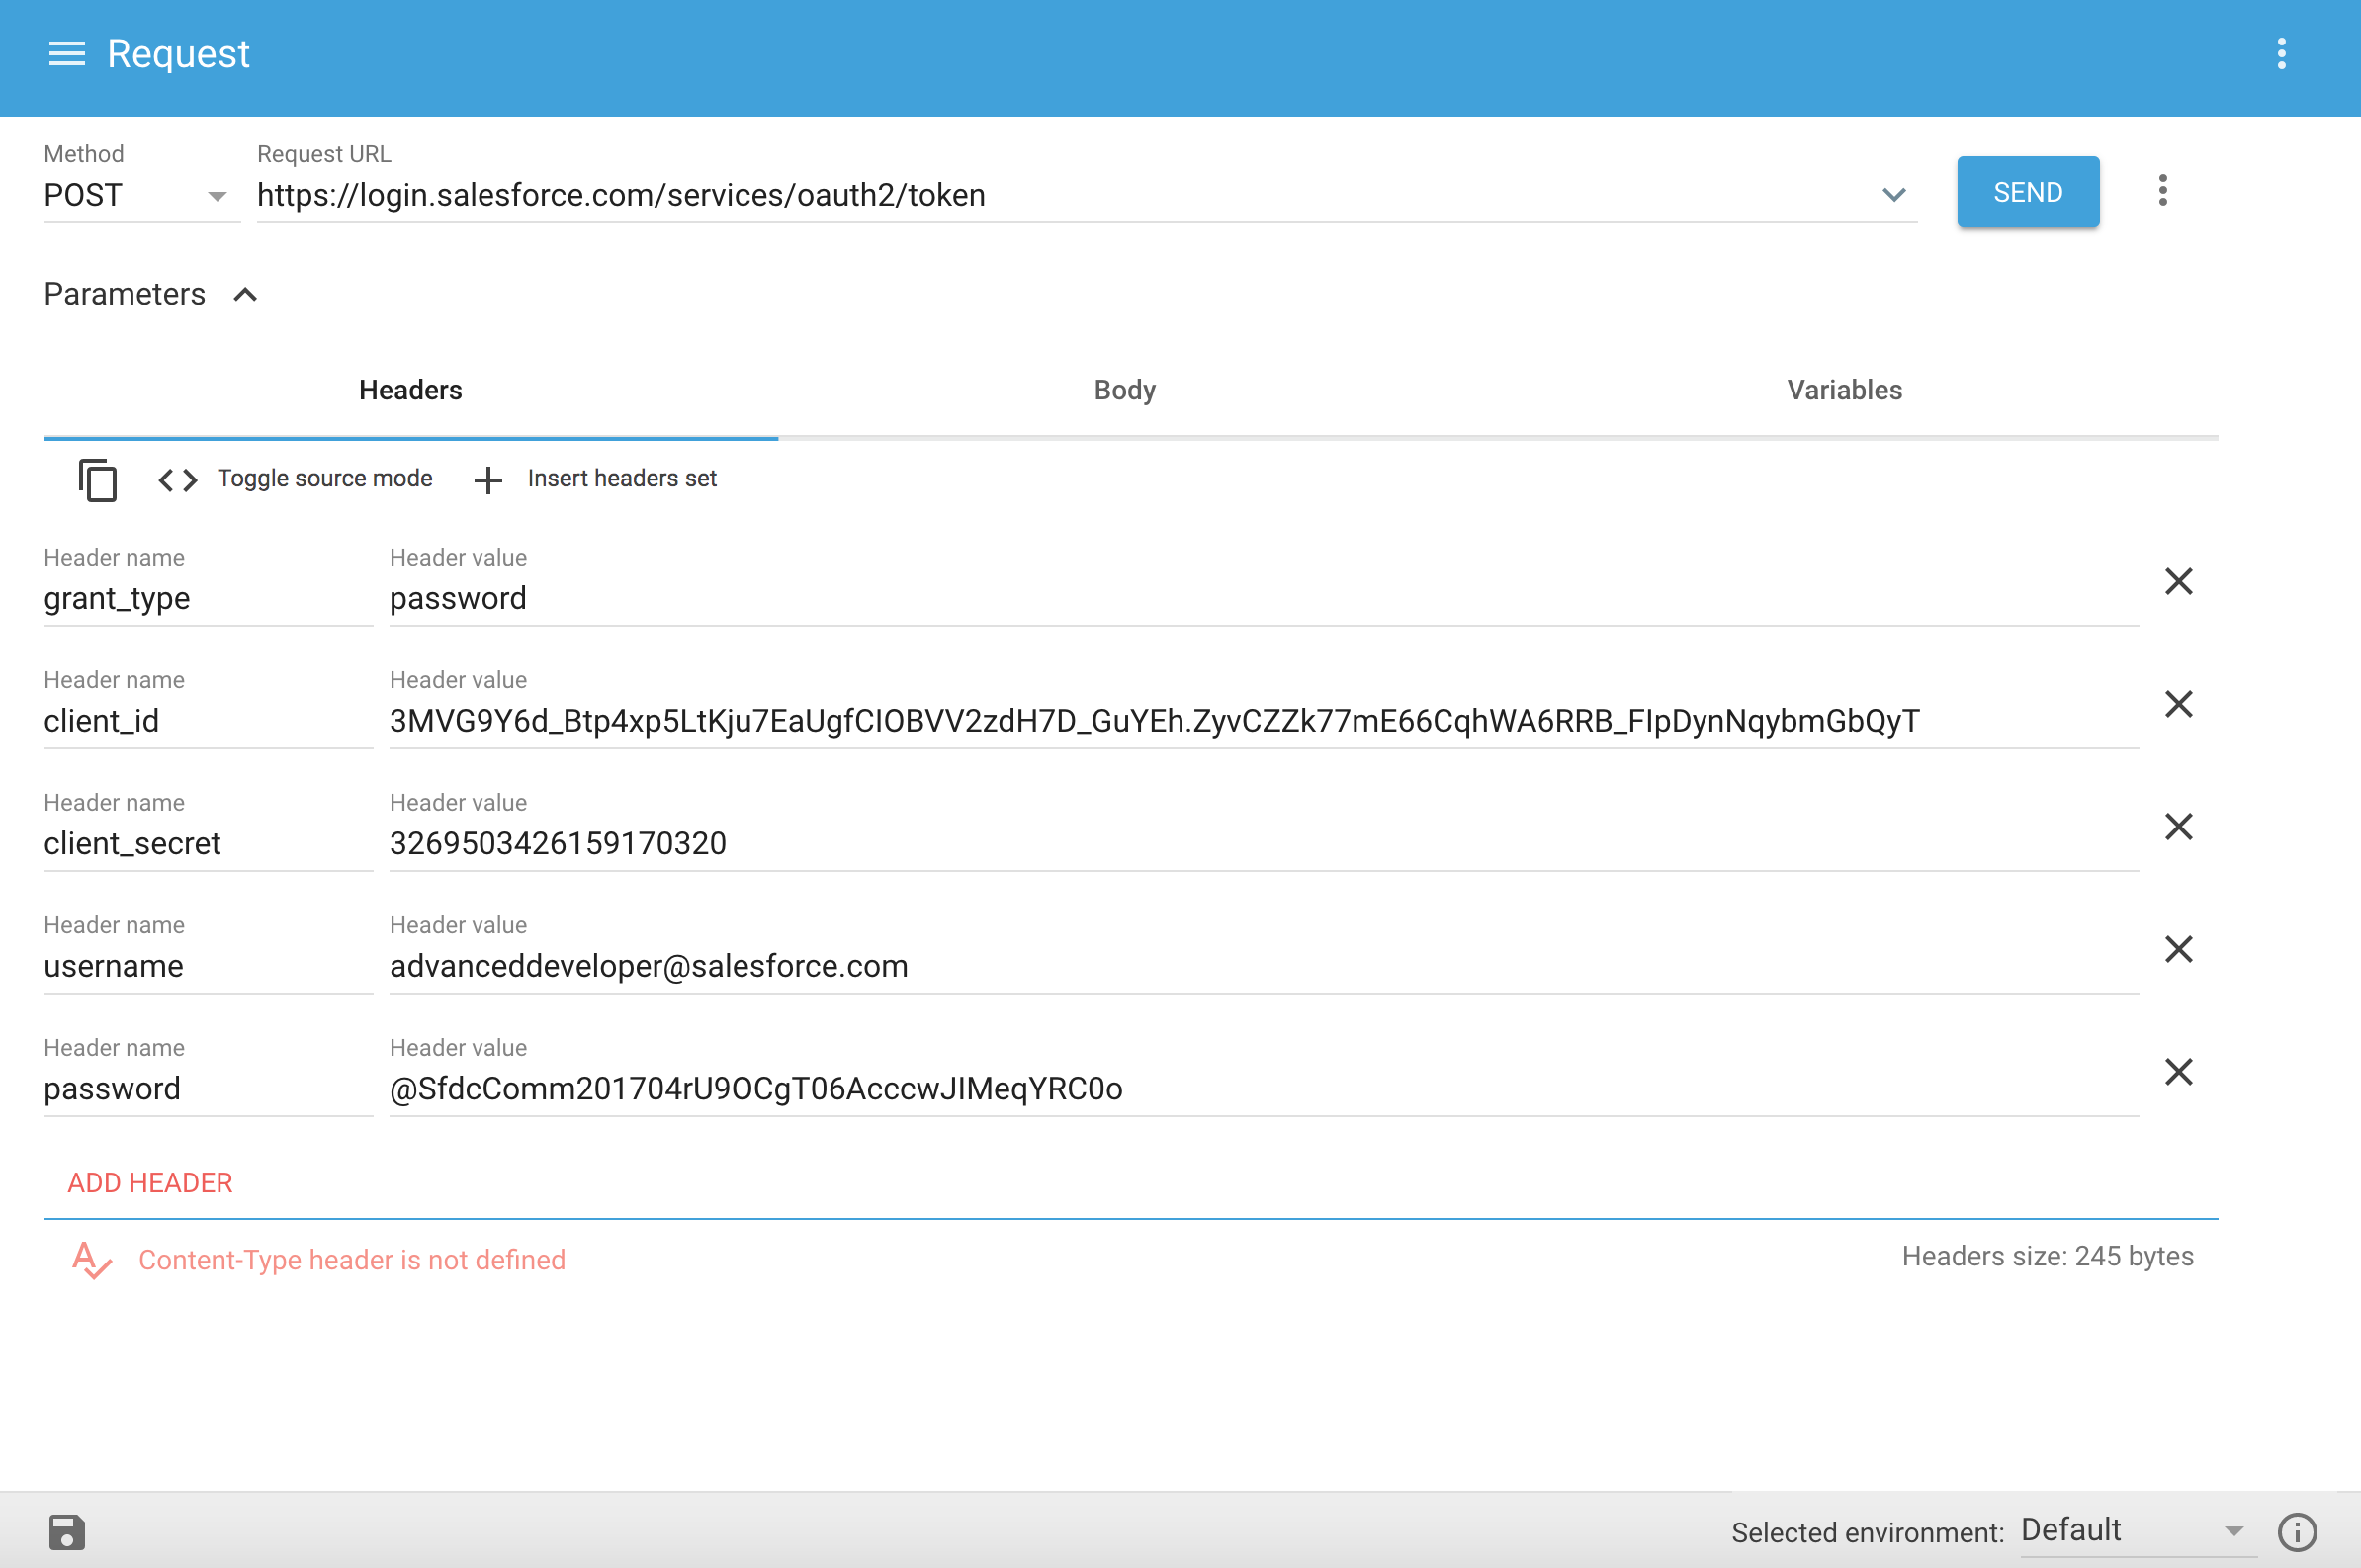 Request
Method
Request URL
POST
https://login.salesforce.com/services/oauth2/token
SEND
Parameters
Headers
Body
Variables
Toggle source mode
Insert headers set
Header name
Header value
grant_type
password
Header name
Header value
client_id
3MVG9Y6d_Btp4xp5LtKju7EaUgfCIOBVV2zdH7D_GuYEh.ZyvCZZk77mE66CqhWA6RRB_FIpDynNqybmGbQyT
Header name
Header value
client_secret
3269503426159170320
Header name
Header value
username
advanceddeveloper@salesforce.com
Header name
Header value
password
@SfdcComm201704rU9OCgT06AcccwJIMeqYRC0o
ADD HEADER
Content-Type header is not defined
Headers size: 245 bytes
Selected environment: Default